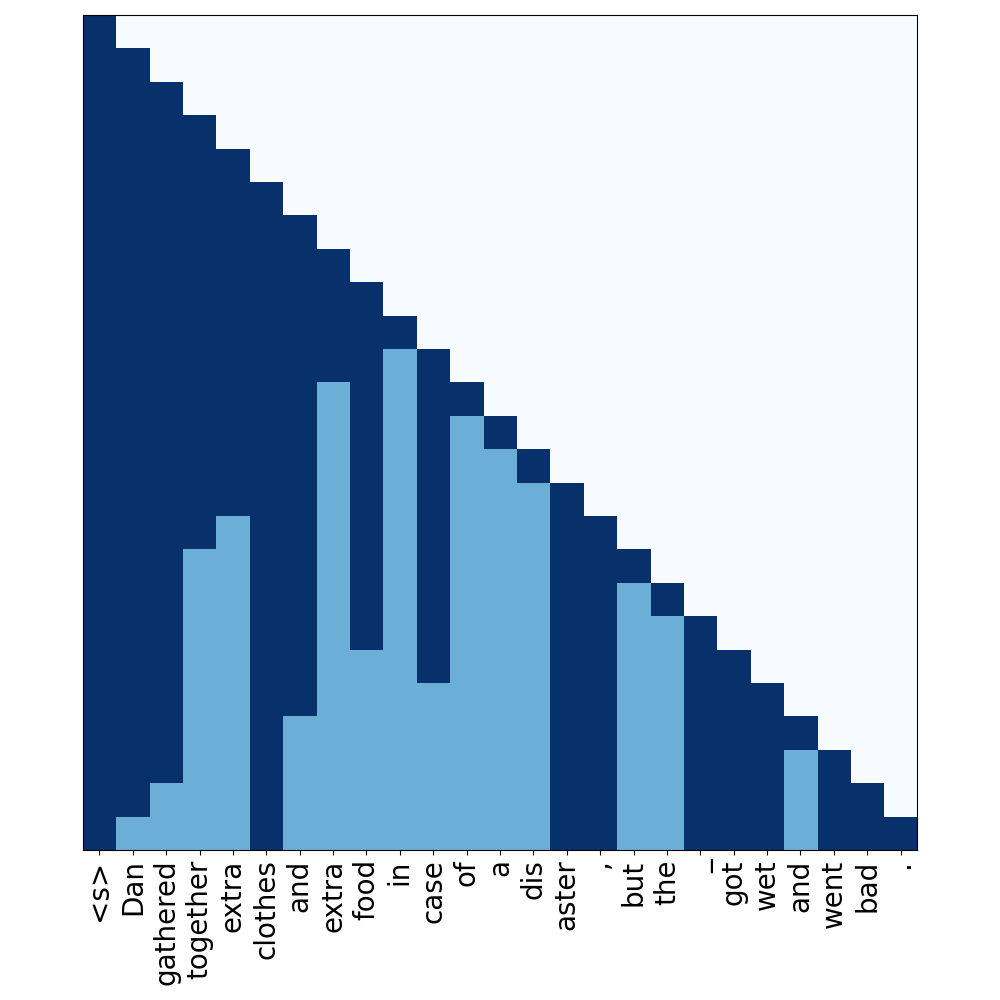 <s>
Dan
gathered
together
extra
clothes
and
extra
food
in
case
of
a
dis
aster
,
but
the
_
got
wet
and
went
bad
.